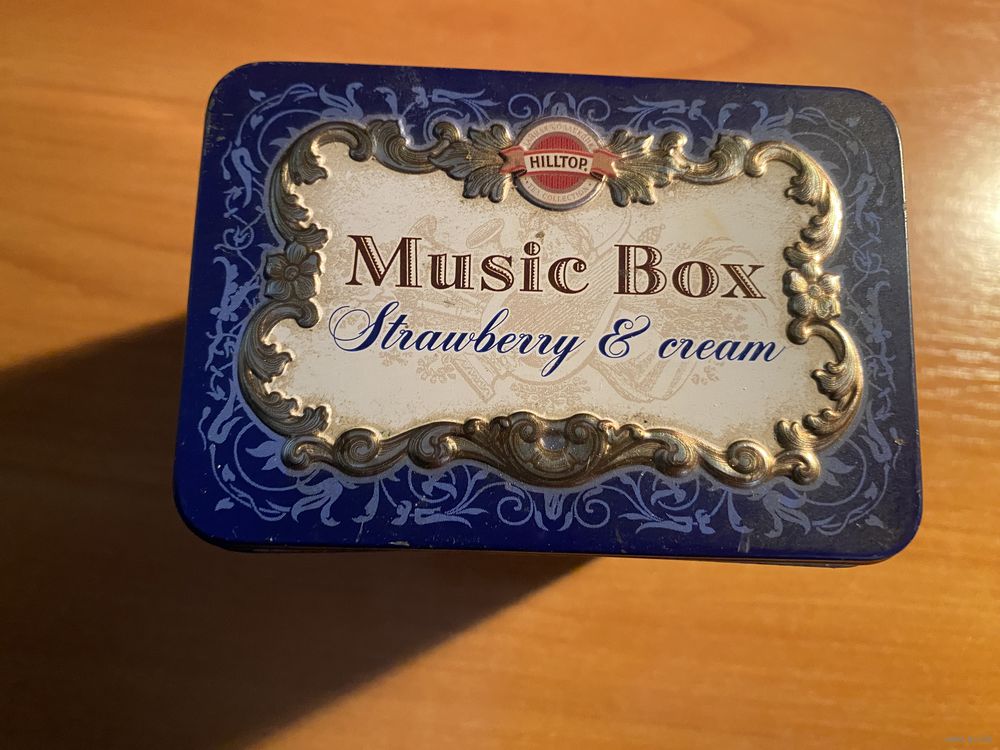 HILLTOP
Music Box
Strawberry & cream